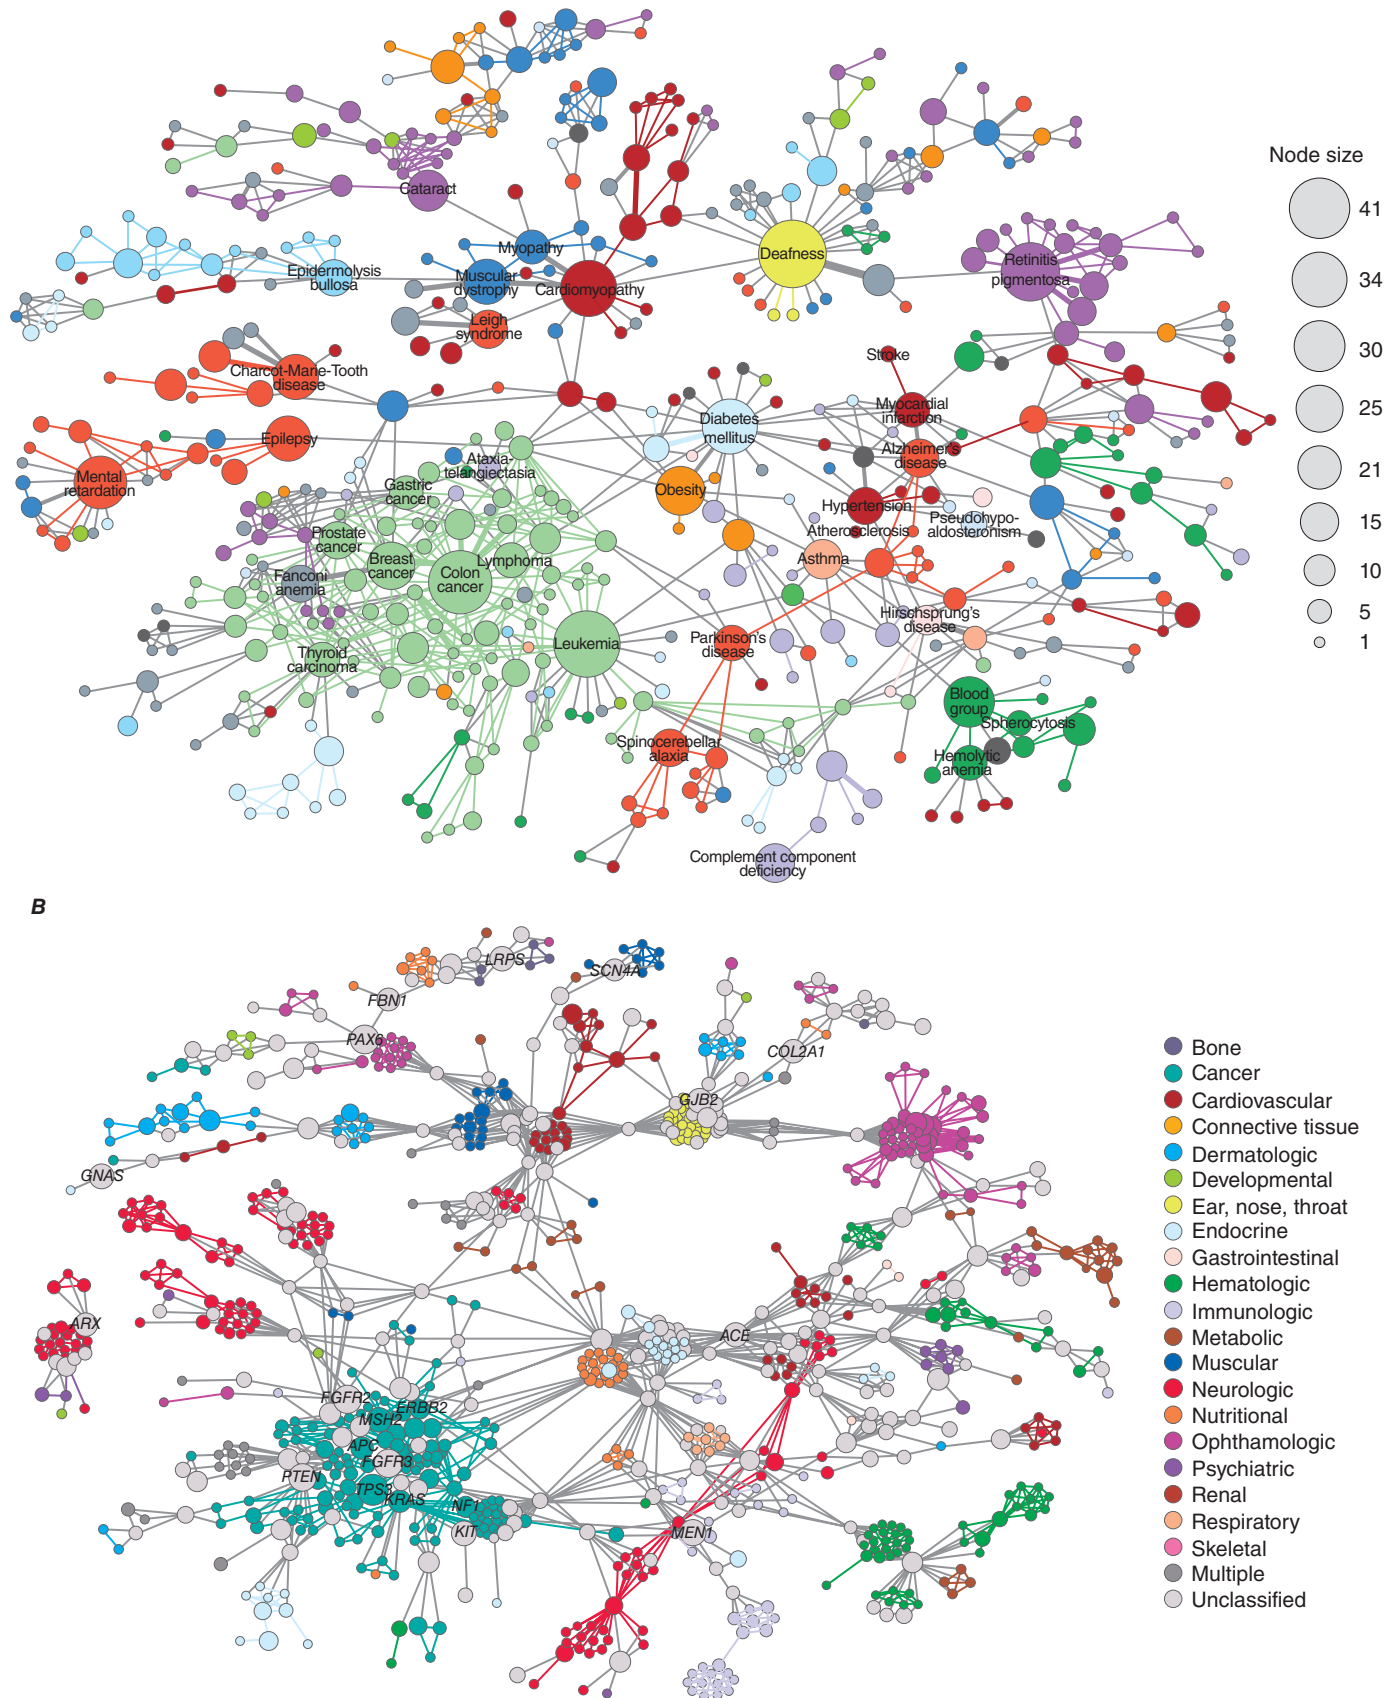 Node size
41
34
30
25
21
15
10
5
1
Cataract
Myopathy
Deafness
Retinitis
pigmentosa
Epidermolysis
bullosa
Muscular
dystrophy
Cardiomyopathy
Leigh
syndrome
Stroke
Charcot-Marie-Tooth
disease
Myocardial
infarction
Diabetes
mellitus
Epilepsy
Alzheimer's
disease
Ataxia-
telangiectasia
Mental
retardation
Gastric
cancer
Obesity
Hypertension
Pseudohypo-
aldosteronism
Atherosclerosis
Prostate
cancer
Breast
cancer
Lymphoma
Asthma
Colon
cancer
Fanconi
anemia
Hirschsprung's
disease
Leukemia
Parkinson's
disease
Thyroid
carcinoma
Blood
group
Spherocytosis
Spinocerebellar
alaxia
Hemolytic
anemia
Complement component
deficiency
B
LRPS
SCN4A
FBN1
PAX6
COL2A1
GJB2
GNAS
ARX
ACE
FGFR2
ERBB2
MSH2
APC
FGFR3
PTEN
TPS3
KRAS
NF1
KIT
MEN1
Bone
Cancer
Cardiovascular
Connective tissue
Dermatologic
Developmental
Ear, nose, throat
Endocrine
Gastrointestinal
Hematologic
Immunologic
Metabolic
Muscular
Neurologic
Nutritional
Ophthamologic
Psychiatric
Renal
Respiratory
Skeletal
Multiple
Unclassified